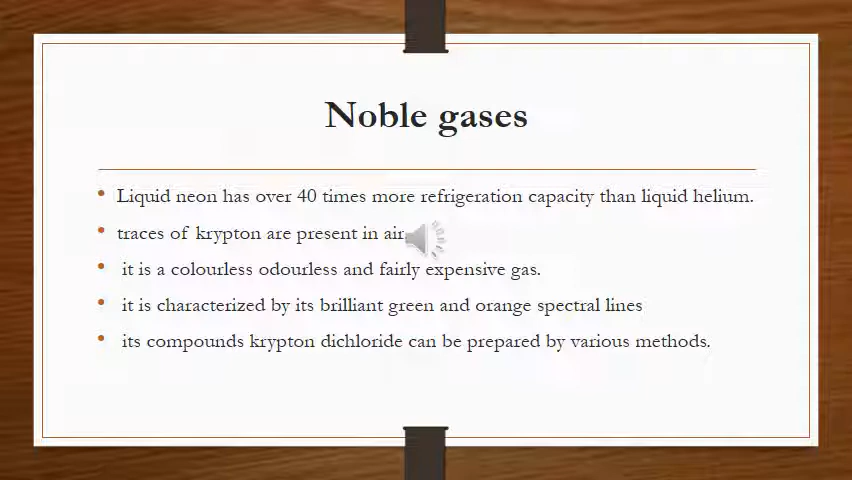 Noble gases
Liquid neon has over 40 times more refrigeration capacity than liquid helium.
traces of krypton are present in air
it is a colourless odourless and fairly expensive gas.
it is characterized by its brilliant green and orange spectral lines
its compounds krypton dichloride can be prepared by various methods.